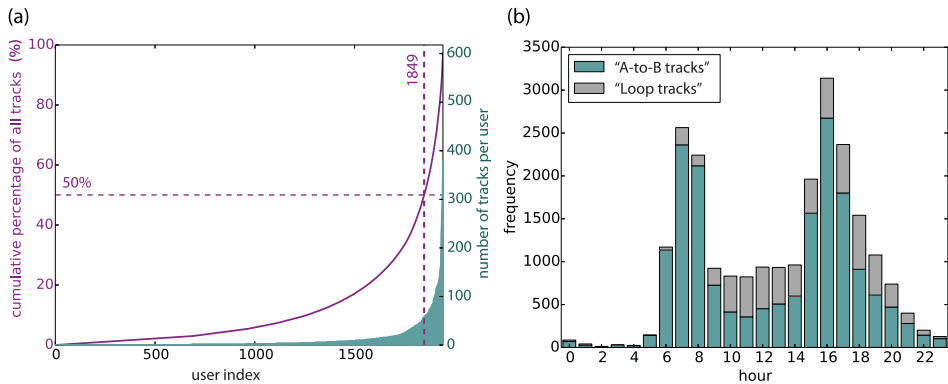 (a)
(b)
cumulative percentage of all tracks (%)
100
80
60
40
20
0
50%
1849
600
500
400
300
200
100
0
number of tracks per user
0
500
1000
1500
user index
frequency
3500
3000
2500
2000
1500
1000
500
0
"A-to-B tracks"
"Loop tracks"
0 2 4 6 8 10 12 14 16 18 20 22
hour